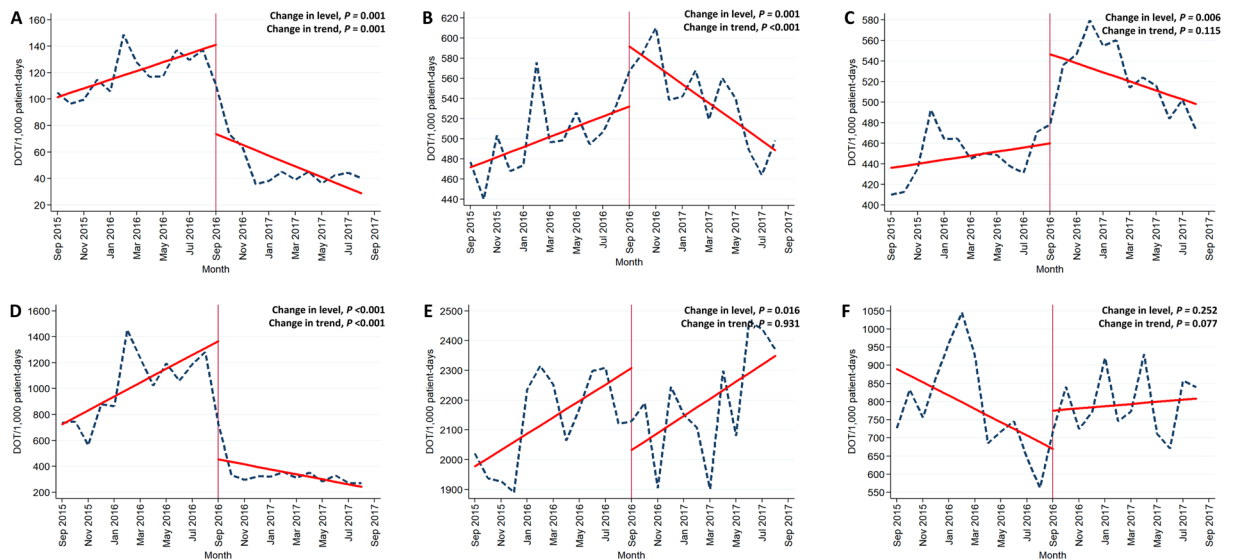 A
Change in level, P = 0.001
Change in trend, P = 0.001
DOT/1,000 patient-days
160
140
120
100
80
60
40
20
Sep 2015
Nov 2015
Jan 2016
Mar 2016
May 2016
Jul 2016
Sep 2016
Nov 2016
Jan 2017
Mar 2017
May 2017
Jul 2017
Sep 2017
Month
B
Change in level, P = 0.001
Change in trend, P <0.001
DOT/1,000 patient-days
620
600
580
560
540
520
500
480
460
440
Sep 2015
Nov 2015
Jan 2016
Mar 2016
May 2016
Jul 2016
Sep 2016
Nov 2016
Jan 2017
Mar 2017
May 2017
Jul 2017
Sep 2017
Month
C
Change in level, P = 0.006
Change in trend, P = 0.115
DOT/1,000 patient-days
580
560
540
520
500
480
460
440
420
400
Sep 2015
Nov 2015
Jan 2016
Mar 2016
May 2016
Jul 2016
Sep 2016
Nov 2016
Jan 2017
Mar 2017
May 2017
Jul 2017
Sep 2017
Month
D
Change in level, P <0.001
Change in trend, P <0.001
DOT/1,000 patient-days
1600
1400
1200
1000
800
600
400
200
Sep 2015
Nov 2015
Jan 2016
Mar 2016
May 2016
Jul 2016
Sep 2016
Nov 2016
Jan 2017
Mar 2017
May 2017
Jul 2017
Sep 2017
Month
E
Change in level, P = 0.016
Change in trend, P = 0.931
DOT/1,000 patient-days
2500
2400
2300
2200
2100
2000
1900
Sep 2015
Nov 2015
Jan 2016
Mar 2016
May 2016
Jul 2016
Sep 2016
Nov 2016
Jan 2017
Mar 2017
May 2017
Jul 2017
Sep 2017
Month
F
Change in level, P = 0.252
Change in trend, P = 0.077
DOT/1,000 patient-days
1050
1000
950
900
850
800
750
700
650
600
550
Sep 2015
Nov 2015
Jan 2016
Mar 2016
May 2016
Jul 2016
Sep 2016
Nov 2016
Jan 2017
Mar 2017
May 2017
Jul 2017
Sep 2017
Month